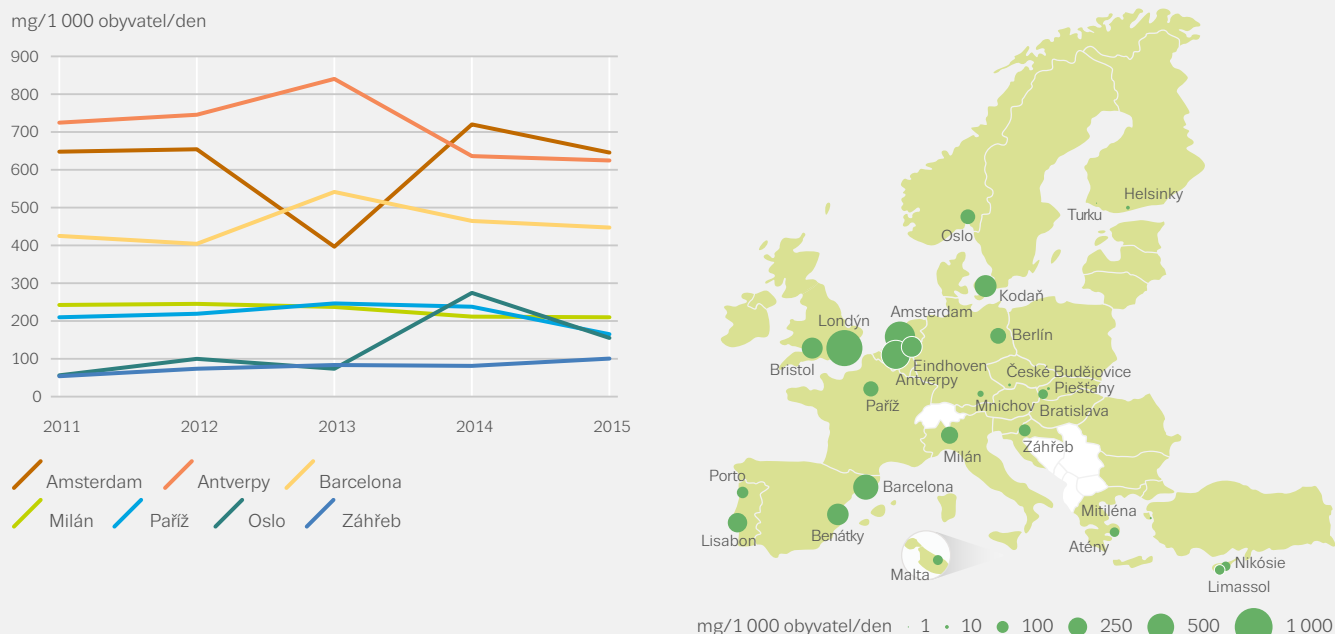 mg/1 000 obyvatel/den
900
800
700
600
500
400
300
200
100
0
2011 2012 2013 2014 2015
Amsterdam Antverpy Barcelona
Milán Paříž Oslo Záhřeb
Helsinky
Turku
Oslo
Kodaň
Amsterdam
Londýn
Berlín
Bristol
Eindhoven
České Budějovice
Antverpy
Piešťany
Paříž
Mnichov
Bratislava
Záhřeb
Milán
Porto
Barcelona
Mitiléna
Lisabon
Benátky
Atény
Nikósie
Malta
Limassol
mg/1 000 obyvatel/den 1 10 100 250 500 1 000